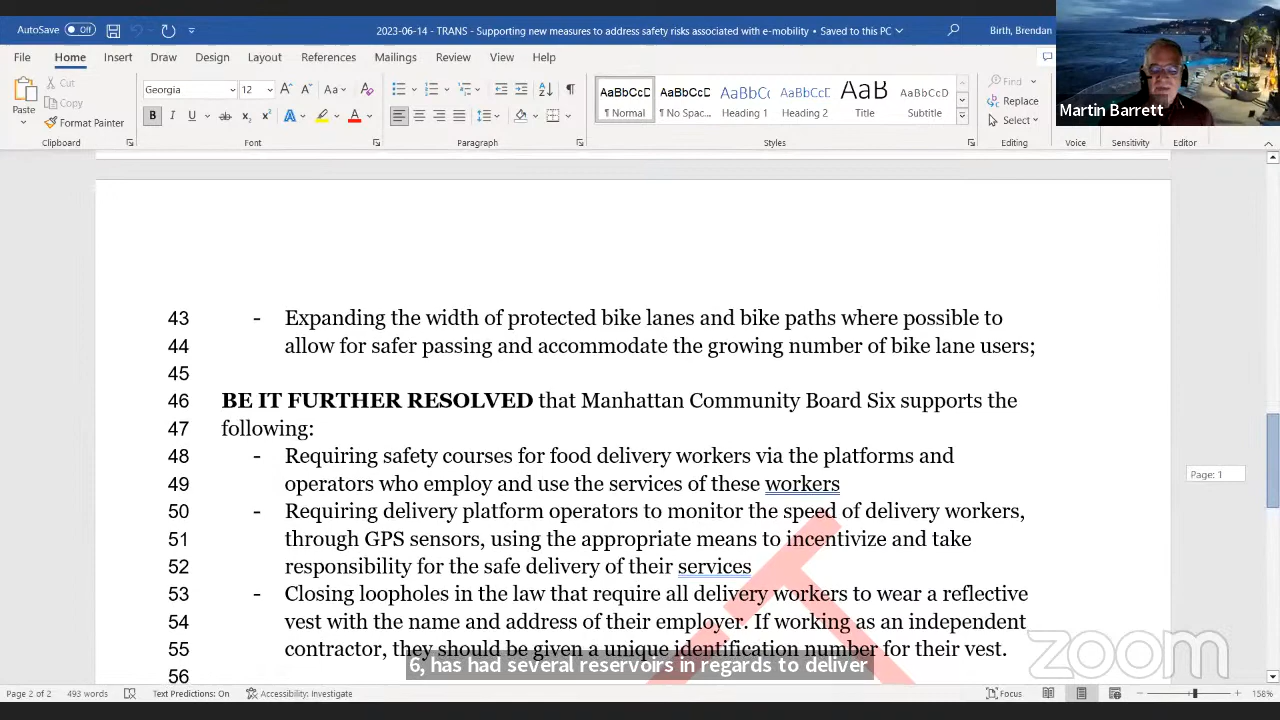 AutoSave Off 2023-06-14 - TRANS - Supporting new measures to address safety risks associated with e-mobility • Saved to this PC Birth, Brendan
File Home Insert Draw Design Layout References Mailings Review View Help
Paste Cut Copy Format Painter Georgia 12 Aa AaBbCcD AaBbCcD AaBbC AaBbCcD AaB AaBbCcD Find Replace Select
B I U ab x₂ x² A A ¶ Normal ¶ No Spac... Heading 1 Heading 2 Title Subtitle
Clipboard Font Paragraph Styles Editing Voice Sensitivity Editor
Martin Barrett
43 - Expanding the width of protected bike lanes and bike paths where possible to
44 allow for safer passing and accommodate the growing number of bike lane users;
45
46 BE IT FURTHER RESOLVED that Manhattan Community Board Six supports the
47 following:
48 - Requiring safety courses for food delivery workers via the platforms and
49 operators who employ and use the services of these workers
50 - Requiring delivery platform operators to monitor the speed of delivery workers,
51 through GPS sensors, using the appropriate means to incentivize and take
52 responsibility for the safe delivery of their services
53 - Closing loopholes in the law that require all delivery workers to wear a reflective
54 vest with the name and address of their employer. If working as an independent
55 contractor, they should be given a unique identification number for their vest.
56
Page: 1
6, has had several reservoirs in regards to deliver
zoom
Page 2 of 2 493 words Text Predictions: On Accessibility: Investigate Focus 158%